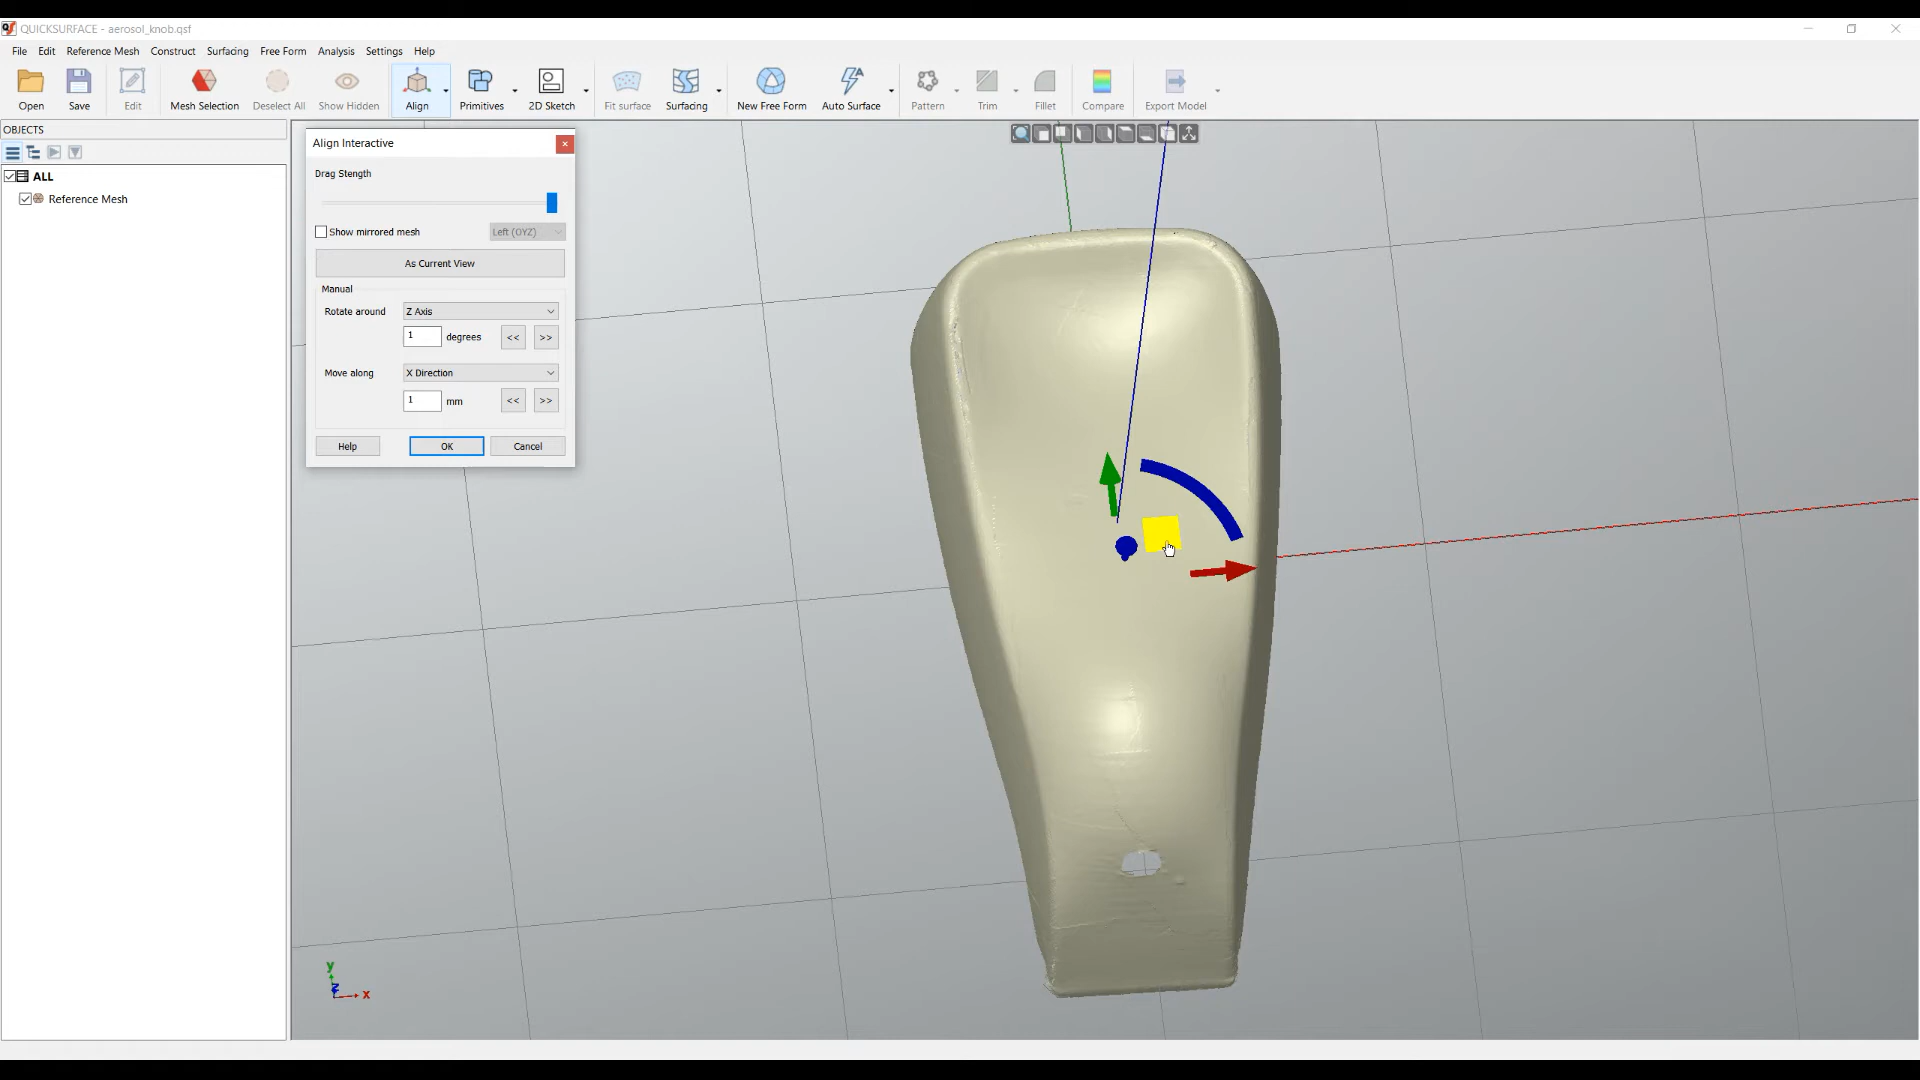 QUICKSURFACE - aerosol_knob.qsf
File Edit Reference Mesh Construct Surfacing Free Form Analysis Settings Help
Open Save Edit Mesh Selection Deselect All Show Hidden Align Primitives 2D Sketch Fit surface Surfacing New Free Form Auto Surface Pattern Trim Fillet Compare Export Model
OBJECTS
ALL
Reference Mesh
Align Interactive
Drag Stength
Show mirrored mesh Left (OYZ)
As Current View
Manual
Rotate around Z Axis
1 degrees << >>
Move along X Direction
1 mm << >>
Help OK Cancel
y
z
x